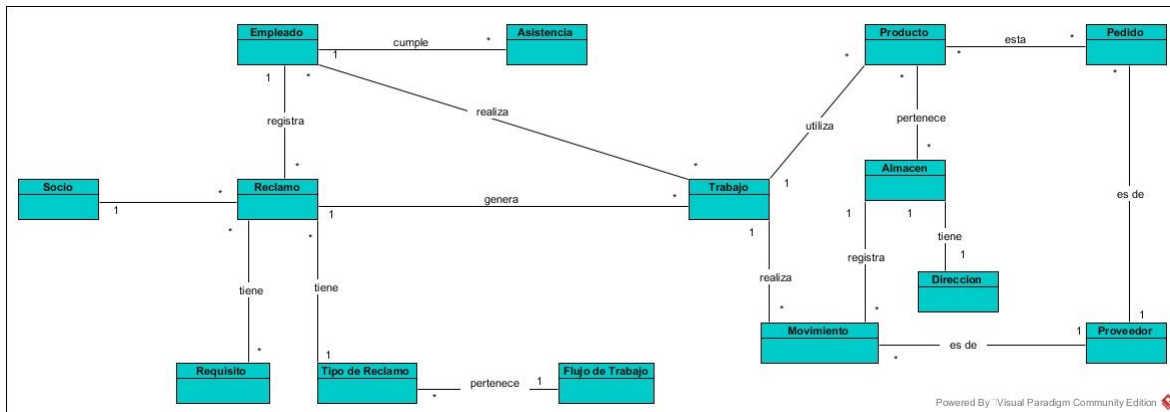 Empleado
Asistencia
Producto
Pedido
cumple
1
*
esta
*
*
*
1
*
*
*
*
registra
realiza
utiliza
pertenece
*
*
*
*
1
Socio
Reclamo
Trabajo
Almacen
1
*
1
genera
*
es de
*
*
1
1
1
registra
tiene
1
tiene
tiene
realiza
Direccion
*
*
1
Movimiento
*
es de
1
Proveedor
*
1
Requisito
Tipo de Reclamo
*
pertenece
1
Flujo de Trabajo
Powered By Visual Paradigm Community Edition